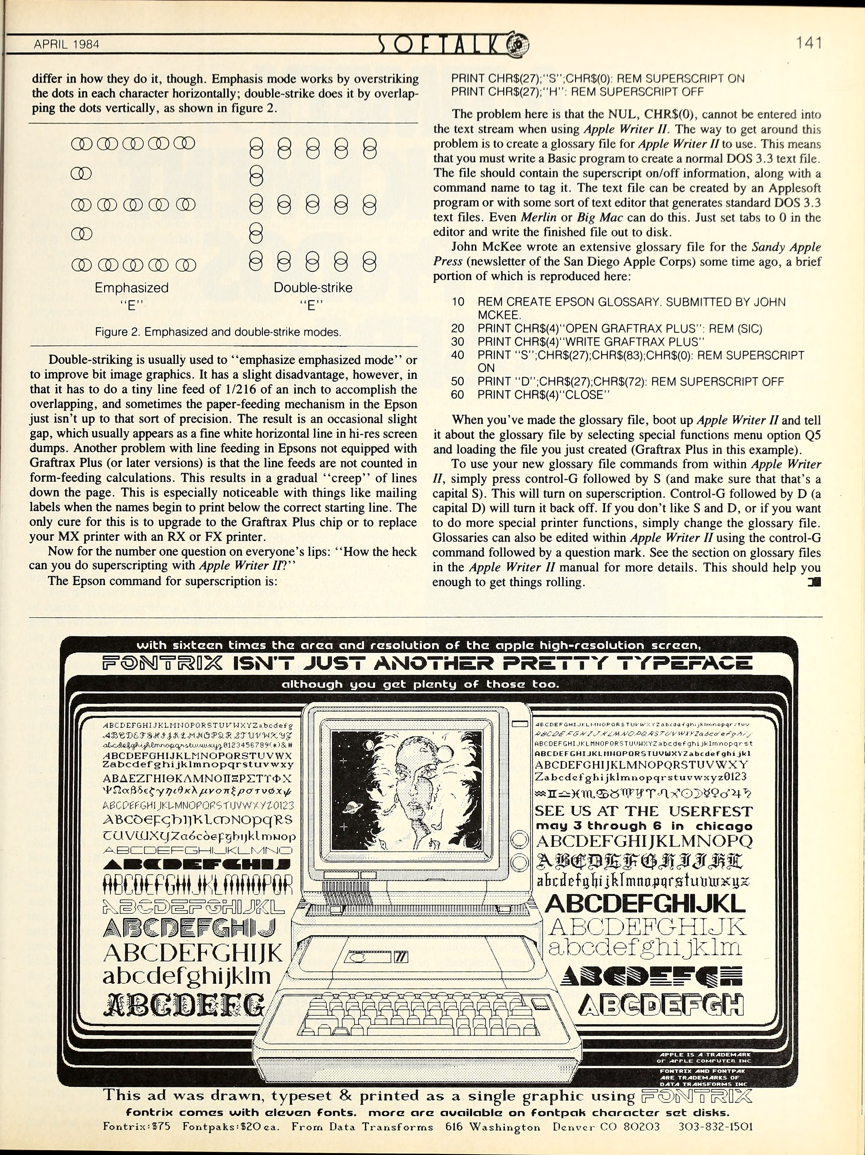 APRIL 1984
SOFTALK
141
differ in how they do it, though. Emphasis mode works by overstriking
the dots in each character horizontally; double-strike does it by overlap-
ping the dots vertically, as shown in figure 2.
Emphasized
"E"
Double-strike
"E"
Figure 2. Emphasized and double-strike modes.
Double-striking is usually used to "emphasize emphasized mode" or
to improve bit image graphics. It has a slight disadvantage, however, in
that it has to do a tiny line feed of 1/216 of an inch to accomplish the
overlapping, and sometimes the paper-feeding mechanism in the Epson
just isn't up to that sort of precision. The result is an occasional slight
gap, which usually appears as a fine white horizontal line in hi-res screen
dumps. Another problem with line feeding in Epsons not equipped with
Graftrax Plus (or later versions) is that the line feeds are not counted in
form-feeding calculations. This results in a gradual "creep" of lines
down the page. This is especially noticeable with things like mailing
labels when the names begin to print below the correct starting line. The
only cure for this is to upgrade to the Graftrax Plus chip or to replace
your MX printer with an RX or FX printer.
Now for the number one question on everyone's lips: "How the heck
can you do superscripting with Apple Writer II?"
The Epson command for superscription is:
PRINT CHR$(27);"S";CHR$(0): REM SUPERSCRIPT ON
PRINT CHR$(27);"H": REM SUPERSCRIPT OFF
The problem here is that the NUL, CHR$(0), cannot be entered into
the text stream when using Apple Writer II. The way to get around this
problem is to create a glossary file for Apple Writer II to use. This means
that you must write a Basic program to create a normal DOS 3.3 text file.
The file should contain the superscript on/off information, along with a
command name to tag it. The text file can be created by an Applesoft
program or with some sort of text editor that generates standard DOS 3.3
text files. Even Merlin or Big Mac can do this. Just set tabs to 0 in the
editor and write the finished file out to disk.
John McKee wrote an extensive glossary file for the Sandy Apple
Press (newsletter of the San Diego Apple Corps) some time ago, a brief
portion of which is reproduced here:
10 REM CREATE EPSON GLOSSARY. SUBMITTED BY JOHN
MCKEE.
20 PRINT CHR$(4)"OPEN GRAFTRAX PLUS": REM (SIC)
30 PRINT CHR$(4)"WRITE GRAFTRAX PLUS"
40 PRINT "S";CHR$(27);CHR$(83);CHR$(0): REM SUPERSCRIPT
ON
50 PRINT "D";CHR$(27);CHR$(72): REM SUPERSCRIPT OFF
60 PRINT CHR$(4)"CLOSE"
When you've made the glossary file, boot up Apple Writer II and tell
it about the glossary file by selecting special functions menu option Q5
and loading the file you just created (Graftrax Plus in this example).
To use your new glossary file commands from within Apple Writer
II, simply press control-G followed by S (and make sure that that's a
capital S). This will turn on superscription. Control-G followed by D (a
capital D) will turn it back off. If you don't like S and D, or if you want
to do more special printer functions, simply change the glossary file.
Glossaries can also be edited within Apple Writer II using the control-G
command followed by a question mark. See the section on glossary files
in the Apple Writer II manual for more details. This should help you
enough to get things rolling.
with sixteen times the area and resolution of the apple high-resolution screen,
FONTRIX ISN'T JUST ANOTHER PRETTY TYPEFACE
although you get plenty of those too.
ABCDEFGHIJKLMNOPQRSTUVWXYZabcdefg
ABCDEFGHIJKLMNOPQRSTUVWXYZ
abcdefghijklmnopqrstuvwxyz0123456789(*)&#
ABCDEFGHIJKLMNOPQRSTUVWX
Zabcdefghijklmnopqrstuvwxy
ΑΒΔΕΖΓΗΙΘΚΛΜΝΟΠΞΡΣΤΥΦΧ
ABCDEFGHIJKLMNOPQRSTUVWXYZ0123
ABCDEFGhIJKLMNOPQRS
TUVWXYZabcdefghijklmnop
ABCDEFGHIJKLMNO
ABCDEFGHIJ
ABCDEFGHIJKLMNOPQR
ABCDEFGHIJKL
ABCDEFGHIJ
ABCDEFGHIJK
abcdefghijklm
ABCDEFG
ABCDEFGHIJKLMNOPQRSTUVWXYZabcdefghijklmnopqrstuv
ABCDEFGHIJKLMNOPQRSTUVWXYZabcdefghij
ABCDEFGHIJKLMNOPQRSTUVWXYZabcdefghijklmnopqrst
ABCDEFGHIJKLMNOPQRSTUVWXYZabcdefghijkl
ABCDEFGHIJKLMNOPQRSTUVWXY
Zabcdefghijklmnopqrstuvwxyz0123
SEE US AT THE USERFEST
may 3 through 6 in chicago
ABCDEFGHIJKLMNOPQ
ABCDEFGHIJKL
abcdefghijklmnopqrstuvwxyz
ABCDEFGHIJKL
ABCDEFGHIJK
abcdefghijklm
ABCDEFGH
ABCDEFGH
APPLE IS A TRADEMARK
OF APPLE COMPUTER INC
FONTRIX AND FONTPAK
ARE TRADEMARKS OF
DATA TRANSFORMS INC
This ad was drawn, typeset & printed as a single graphic using FONTRIX
fontrix comes with eleven fonts. more are available on fontpak character set disks.
Fontrix:$75 Fontpaks:$20 ea. From Data Transforms 616 Washington Denver CO 80203 303-832-1501